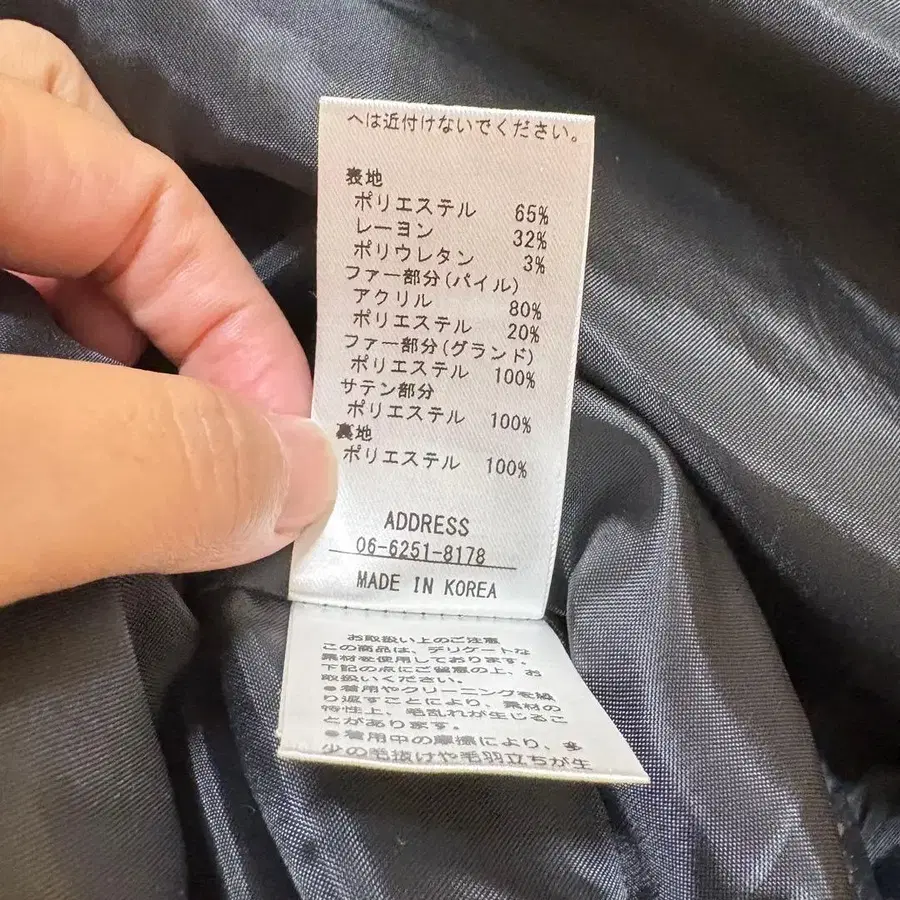 へは近付けないでください。
表地
ポリエステル 65%
レーヨン 32%
ポリウレタン 3%
ファー部分(パイル)
アクリル 80%
ポリエステル 20%
ファー部分(グランド)
ポリエステル 100%
サテン部分
ポリエステル 100%
裏地
ポリエステル 100%
ADDRESS
06-6251-8178
MADE IN KOREA
お取扱い上のご注意
この商品は、デリケートな
素材を使用しております。
下記の点にご留意の上、お
取扱いください。
●着用やクリーニングを繰
り返すことにより、素材の
特性上、毛乱れが生じるこ
とがあります。
●着用中の摩擦により、多
少の毛抜けや毛羽立ちが生